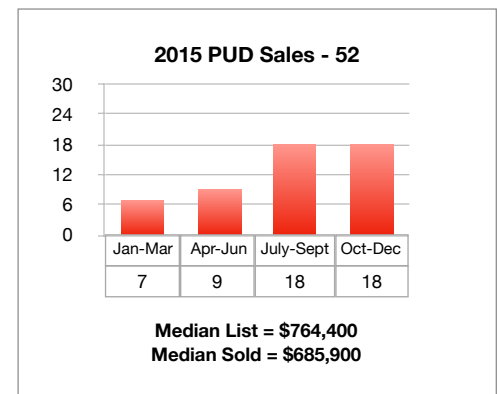 2015 PUD Sales - 52
30
24
18
12
6
0
Jan-Mar Apr-Jun July-Sept Oct-Dec
7 9 18 18
Median List = $764,400
Median Sold = $685,900